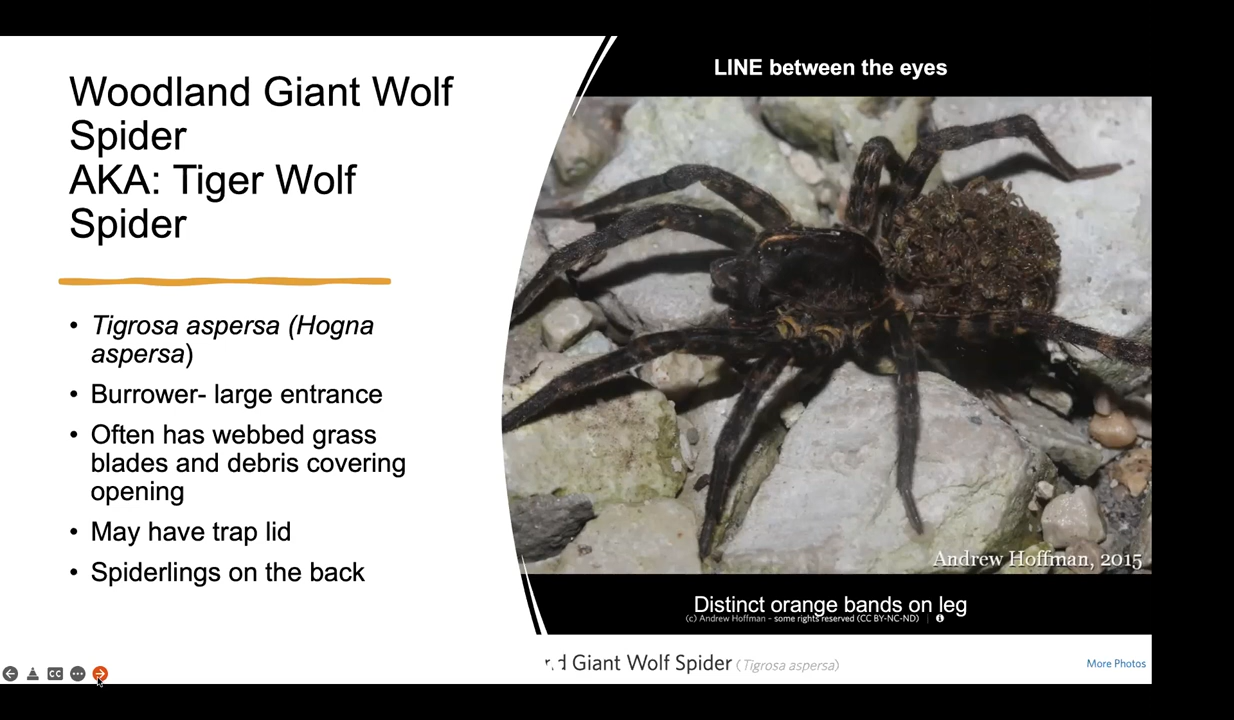 Woodland Giant Wolf
Spider
AKA: Tiger Wolf
Spider
• Tigrosa aspersa (Hogna
aspersa)
• Burrower- large entrance
• Often has webbed grass
blades and debris covering
opening
• May have trap lid
• Spiderlings on the back
LINE between the eyes
Andrew Hoffman, 2015
Distinct orange bands on leg
(c) Andrew Hoffman - some rights reserved (CC BY-NC-ND)
Giant Wolf Spider (Tigrosa aspersa)
More Photos
CC